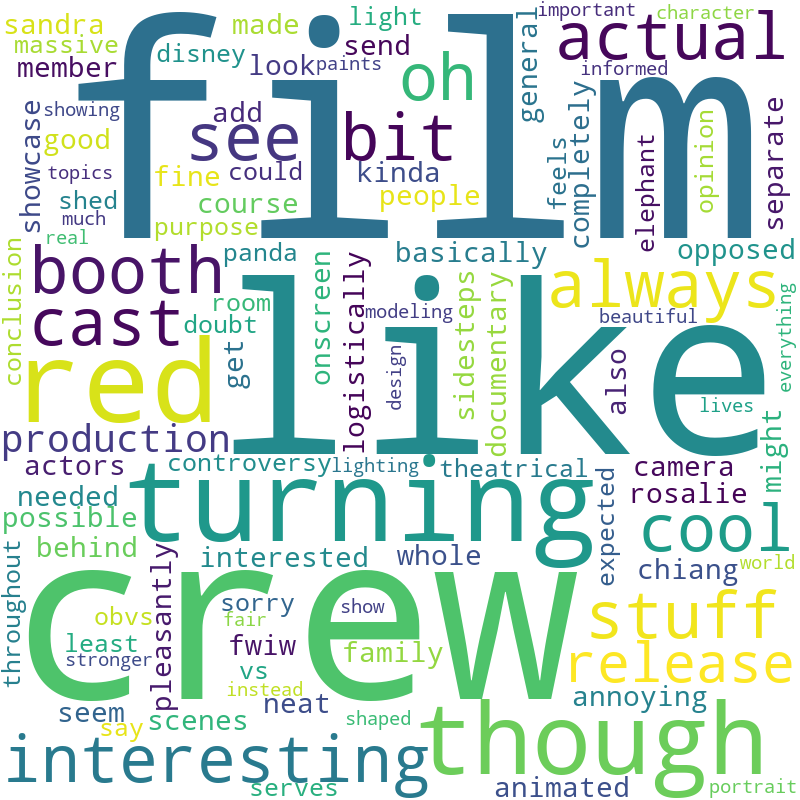 sandra
made
light
important
character
massive
disney
send
actual
member
look
paints
oh
general
informed
film
showing
showcase
add
see
bit
good
topics
fine
could
kinda
feels
completely
elephant
opinion
separate
shed
much
course
people
real
purpose
conclusion
booth
panda
basically
opposed
always
room
onscreen
logistically
modeling
sidesteps
documentary
beautiful
everything
cast
doubt
get
design
like
also
lives
red
production
actors
controversy
lighting
theatrical
camera
might
needed
turning
rosalie
possible
behind
interested
whole
expected
cool
chiang
world
throughout
pleasantly
obvs
sorry
show
crew
stuff
least
fair
fwiw
family
release
stronger
vs
instead
annoying
seem
neat
say
scenes
shaped
though
interesting
serves
animated
portrait